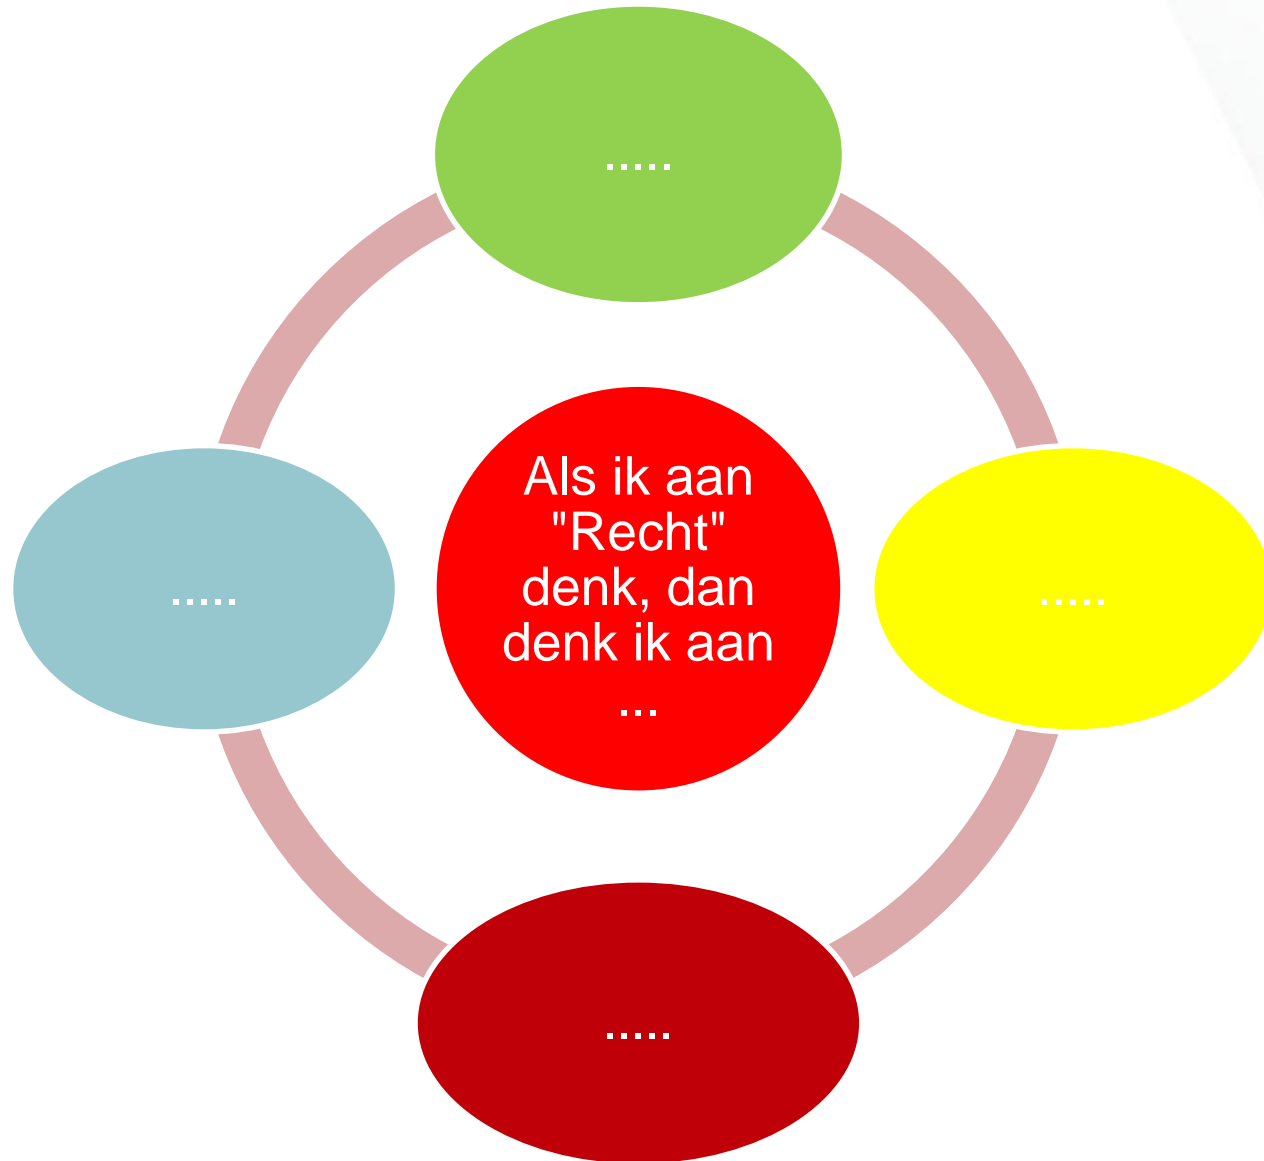 .....
.....
Als ik aan
"Recht"
denk, dan
denk ik aan
...
.....
.....